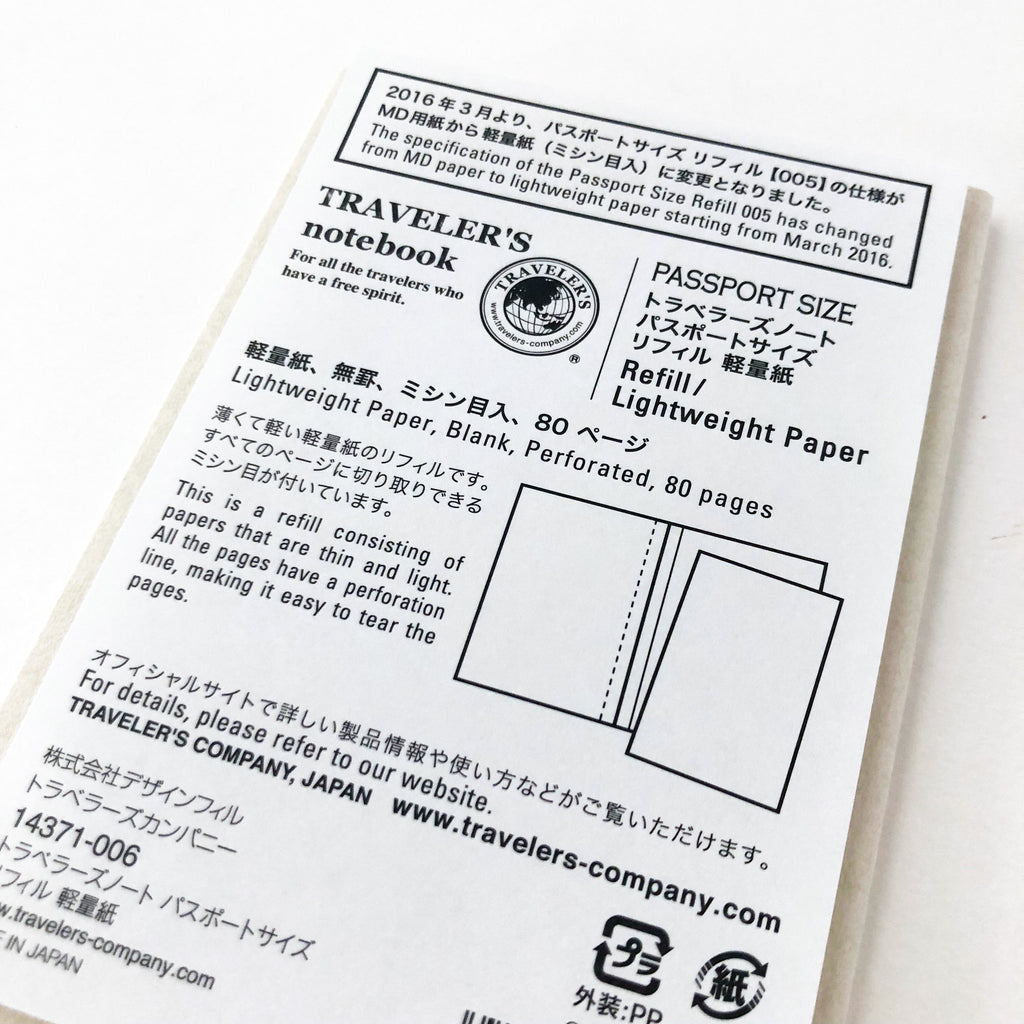 2016年3月より、パスポートサイズ リフィル【005】の仕様が
MD用紙から軽量紙（ミシン目入）に変更となりました。
The specification of the Passport Size Refill 005 has changed
from MD paper to lightweight paper starting from March 2016.
TRAVELER'S
notebook
For all the travelers who
have a free spirit.
TRAVELER'S
www.travelers-company.com
®
PASSPORT SIZE
トラベラーズノート
パスポートサイズ
リフィル 軽量紙
Refill/
Lightweight Paper
軽量紙、無罫、ミシン目入、80 ページ
Lightweight Paper, Blank, Perforated, 80 pages
薄くて軽い軽量紙のリフィルです。
すべてのページに切り取りできる
ミシン目が付いています。
This is a refill consisting of
papers that are thin and light.
All the pages have a perforation
line, making it easy to tear the
pages.
オフィシャルサイトで詳しい製品情報や使い方などがご覧いただけます。
For details, please refer to our website.
TRAVELER'S COMPANY, JAPAN www.travelers-company.com
株式会社デザインフィル
トラベラーズカンパニー
14371-006
トラベラーズノート パスポートサイズ
フィル 軽量紙
w.travelers-company.com
IN JAPAN
プラ
外装:PP
紙